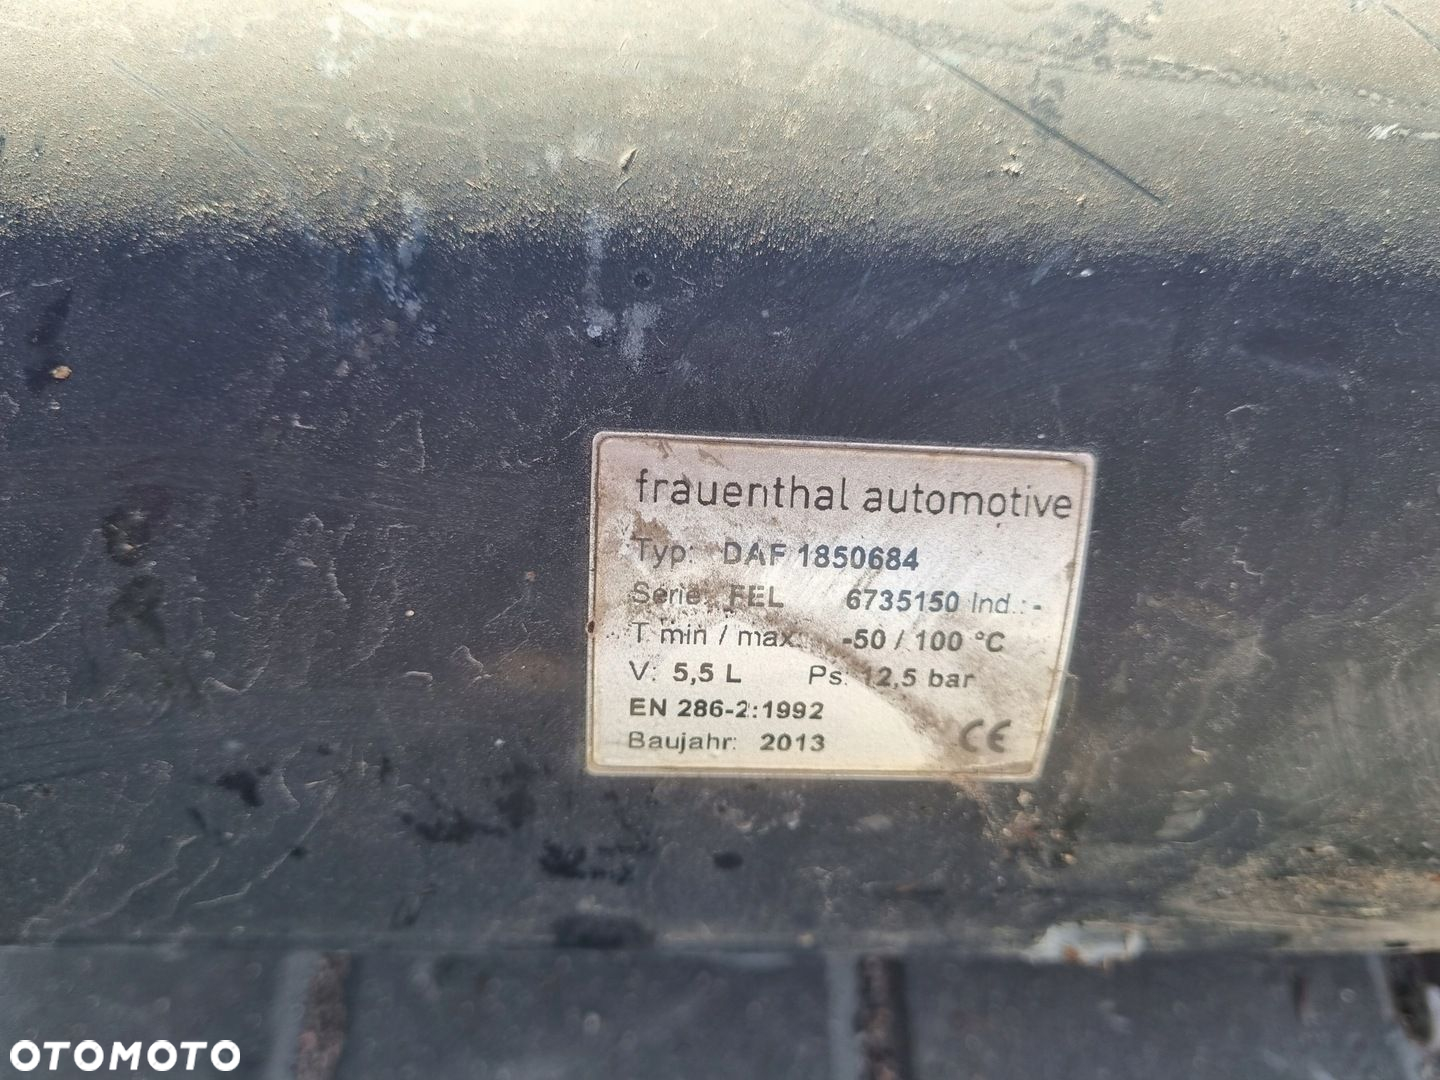 frauenthal automotive
Typ: DAF 1850684
Serie: FEL 6735150 Ind.: -
T min / max: -50 / 100 °C
V: 5,5 L Ps: 12,5 bar
EN 286-2:1992
Baujahr: 2013 CE
OTOMOTO